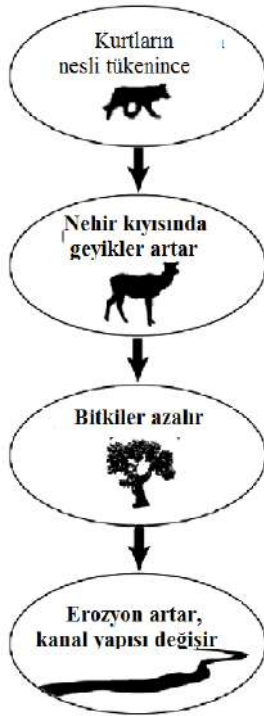 Kurtların
nesli tükenince
Nehir kıyısında
geyikler artar
Bitkiler azalır
Erozyon artar,
kanal yapısı değişir